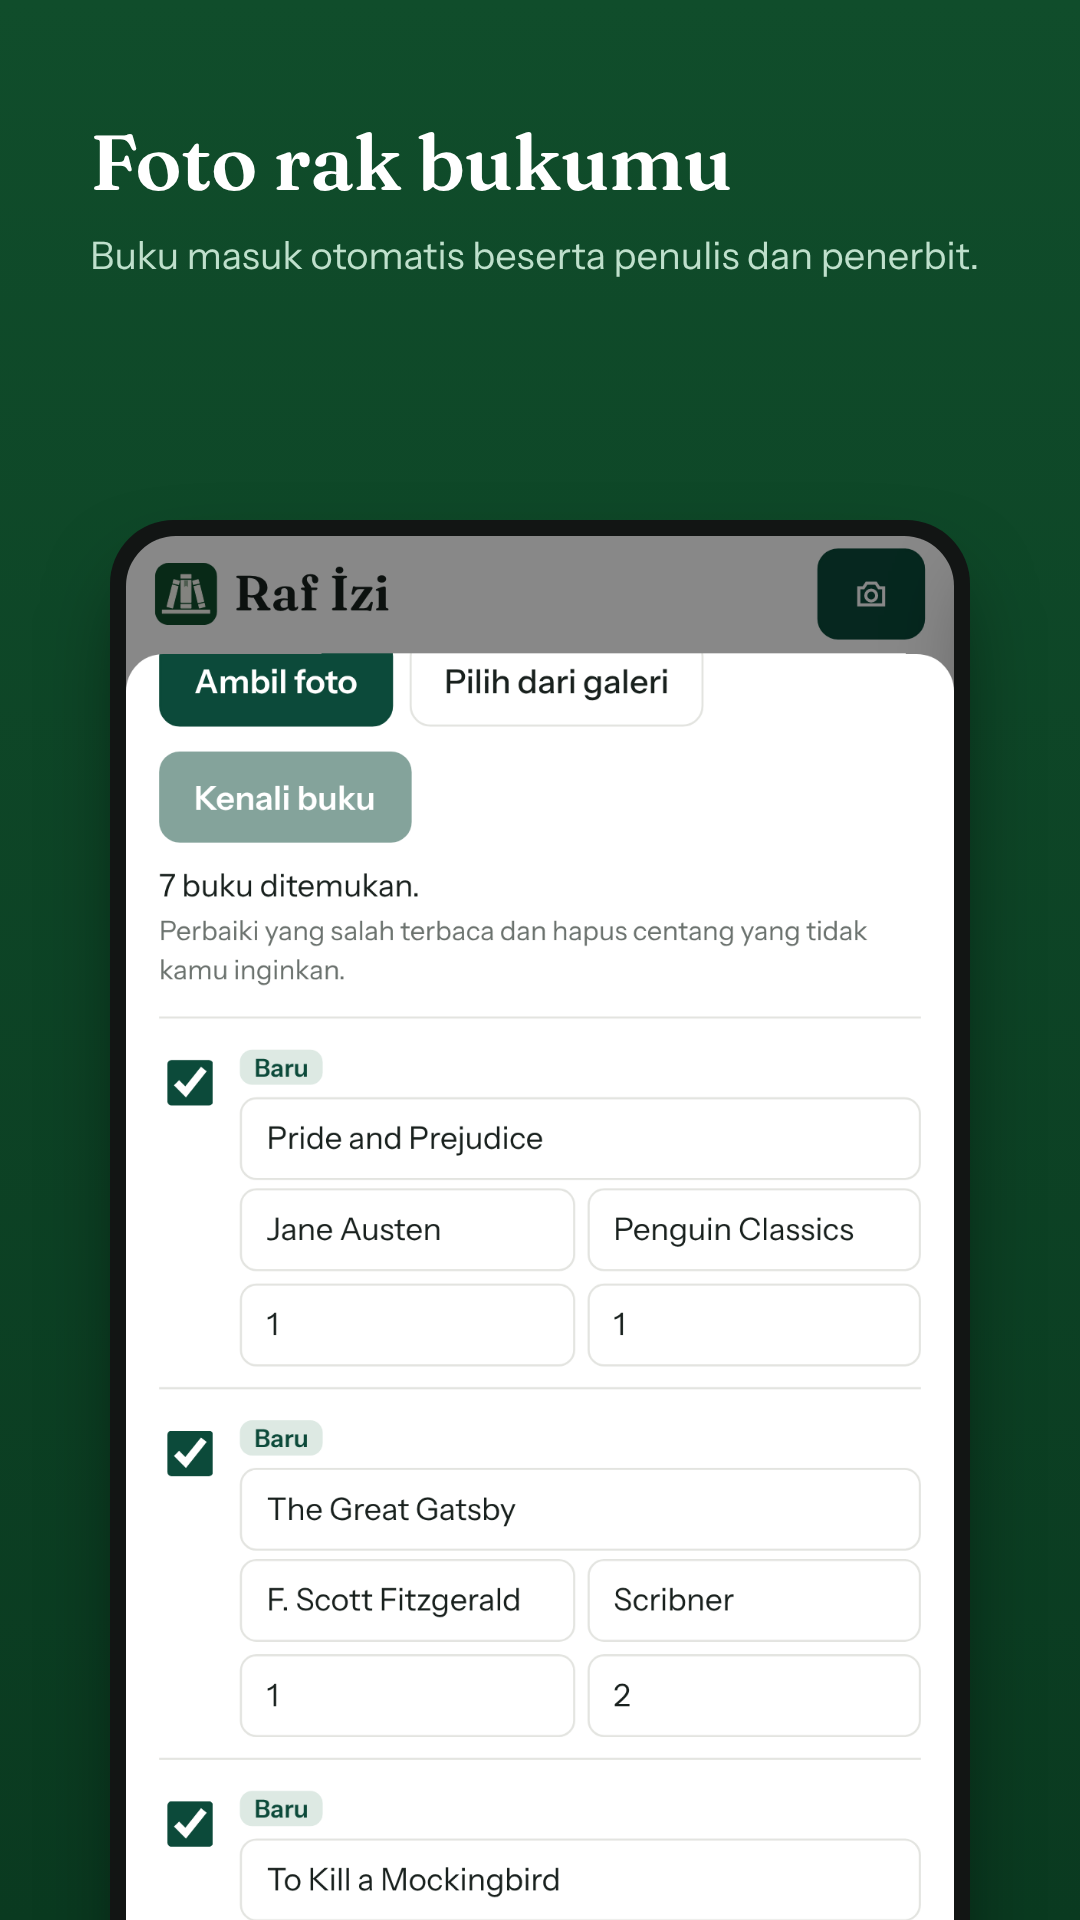 Foto rak bukumu
Buku masuk otomatis beserta penulis dan penerbit.
Raf İzi
Ambil foto
Pilih dari galeri
Kenali buku
7 buku ditemukan.
Perbaiki yang salah terbaca dan hapus centang yang tidak
kamu inginkan.
Baru
Pride and Prejudice
Jane Austen
Penguin Classics
1
1
Baru
The Great Gatsby
F. Scott Fitzgerald
Scribner
1
2
Baru
To Kill a Mockingbird